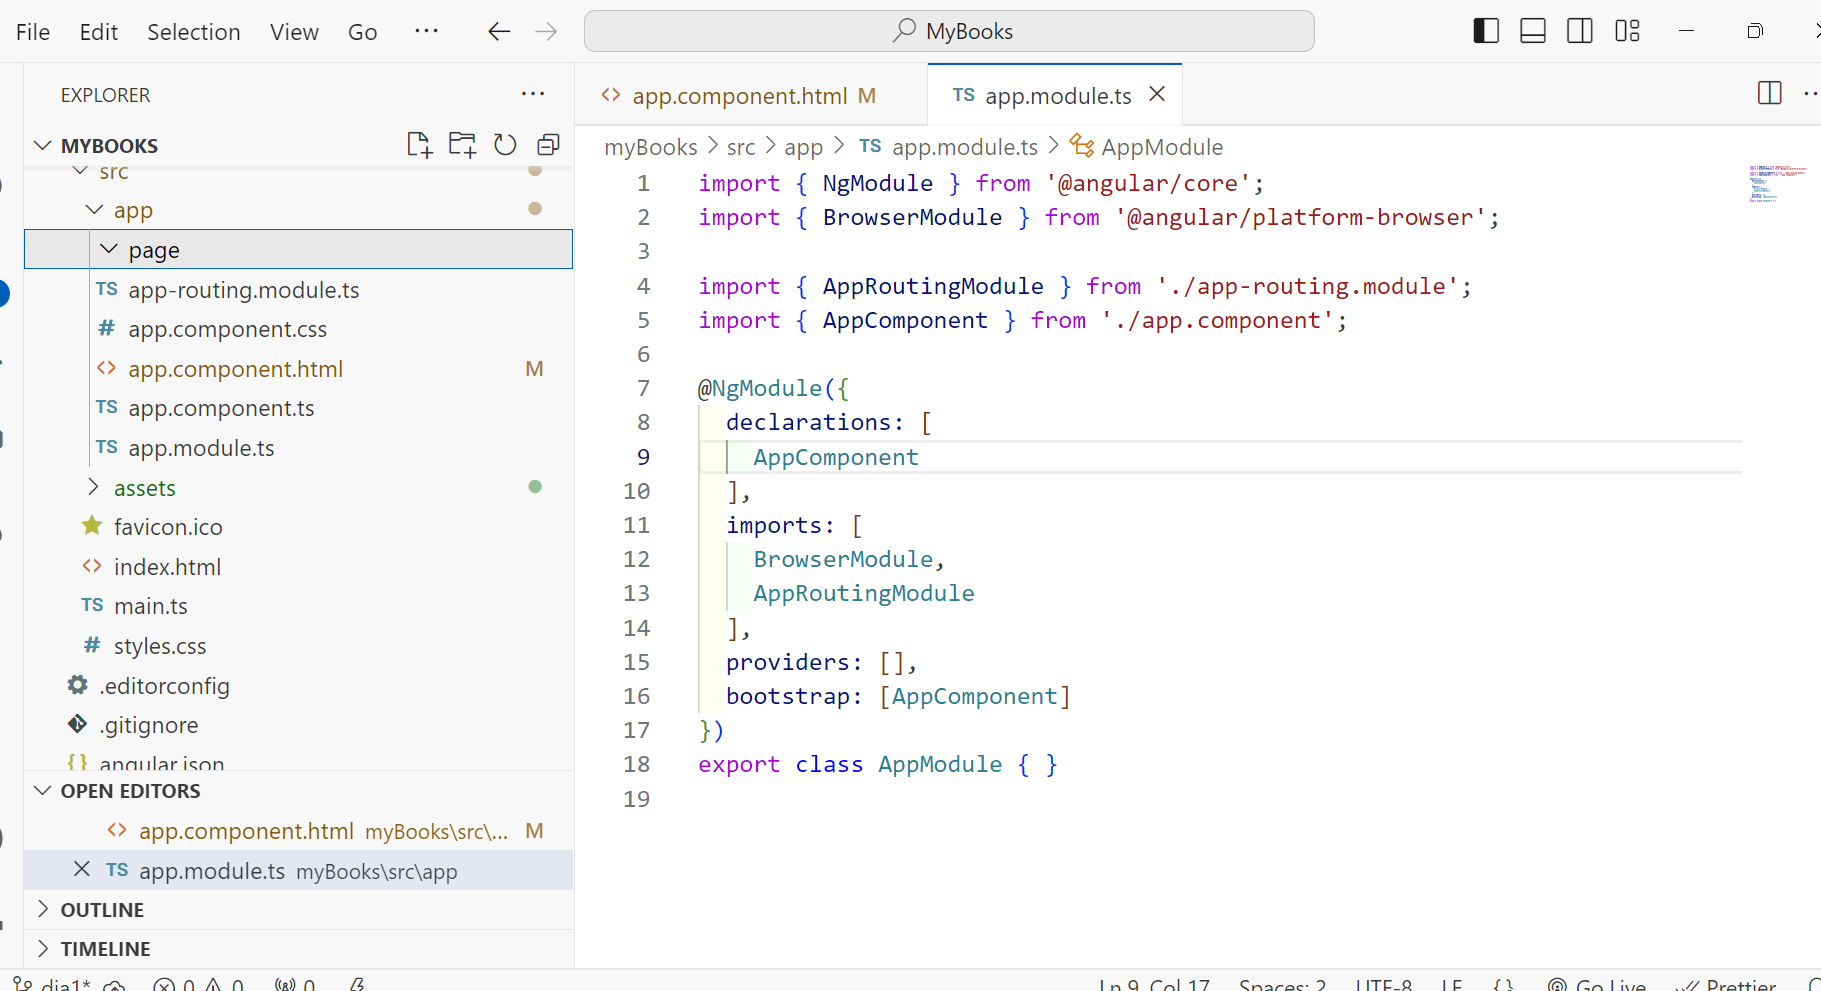 File Edit Selection View Go ··· MyBooks
EXPLORER ···
MYBOOKS
src
app
page
TS app-routing.module.ts
# app.component.css
<> app.component.html M
TS app.component.ts
TS app.module.ts
assets
favicon.ico
<> index.html
TS main.ts
# styles.css
.editorconfig
.gitignore
{} angular.json
OPEN EDITORS
<> app.component.html myBooks\src\... M
TS app.module.ts myBooks\src\app
OUTLINE
TIMELINE
<> app.component.html M TS app.module.ts
myBooks > src > app > TS app.module.ts > AppModule
1 import { NgModule } from '@angular/core';
2 import { BrowserModule } from '@angular/platform-browser';
3
4 import { AppRoutingModule } from './app-routing.module';
5 import { AppComponent } from './app.component';
6
7 @NgModule({
8 declarations: [
9 AppComponent
10 ],
11 imports: [
12 BrowserModule,
13 AppRoutingModule
14 ],
15 providers: [],
16 bootstrap: [AppComponent]
17 })
18 export class AppModule { }
19
dia1* 0 0 0 Ln 9, Col 17 Spaces: 2 UTF-8 LF {} Go Live Prettier